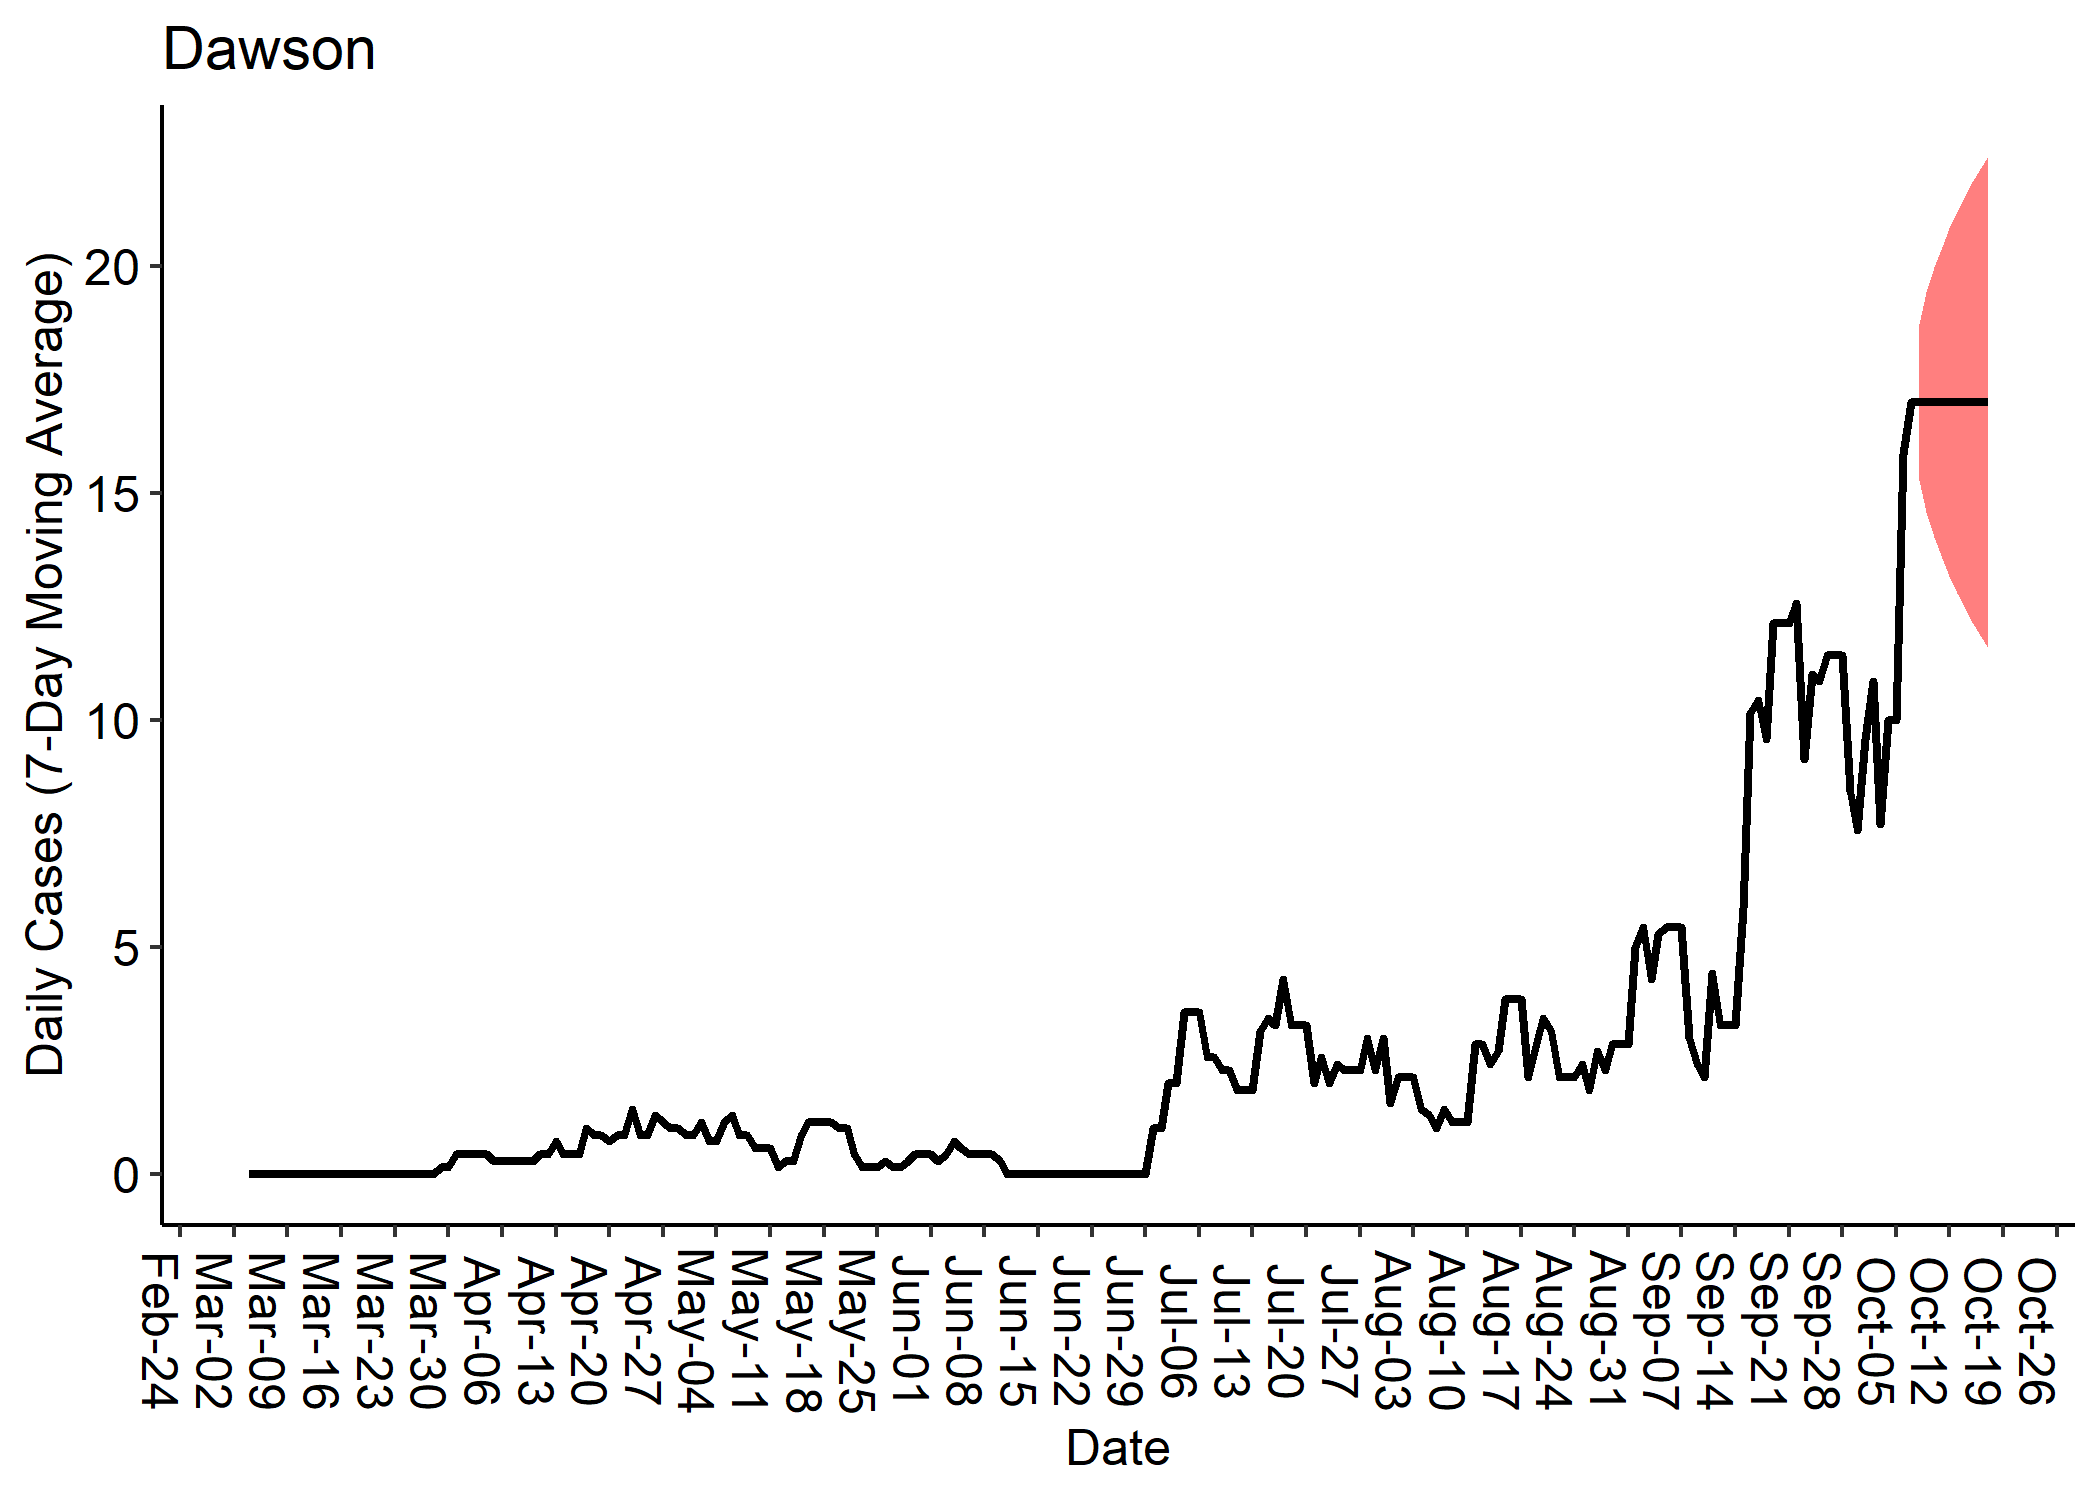 Dawson
Daily Cases (7-Day Moving Average)
20
15
10
5
0
Feb-24
Mar-02
Mar-09
Mar-16
Mar-23
Mar-30
Apr-06
Apr-13
Apr-20
Apr-27
May-04
May-11
May-18
May-25
Jun-01
Jun-08
Jun-15
Jun-22
Jun-29
Jul-06
Jul-13
Jul-20
Jul-27
Aug-03
Aug-10
Aug-17
Aug-24
Aug-31
Sep-07
Sep-14
Sep-21
Sep-28
Oct-05
Oct-12
Oct-19
Oct-26
Date